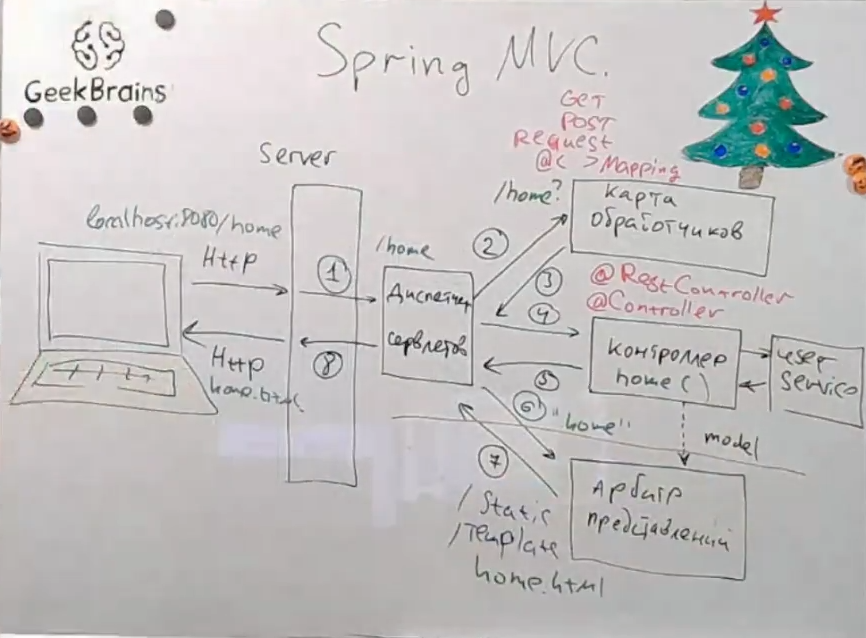 GeekBrains
Spring MVC.
GET
POST
Request
@< >Mapping
Server
/home?
карта
обработчиков
localhost:8080/home
Http
/home
1
2
3
4
Диспетчер
сервлетов
@RestController
@Controller
контроллер
home()
user
Service
8
5
Http
home.html
6
"home"
model
7
/Static
/Template
home.html
Арбитр
представлений